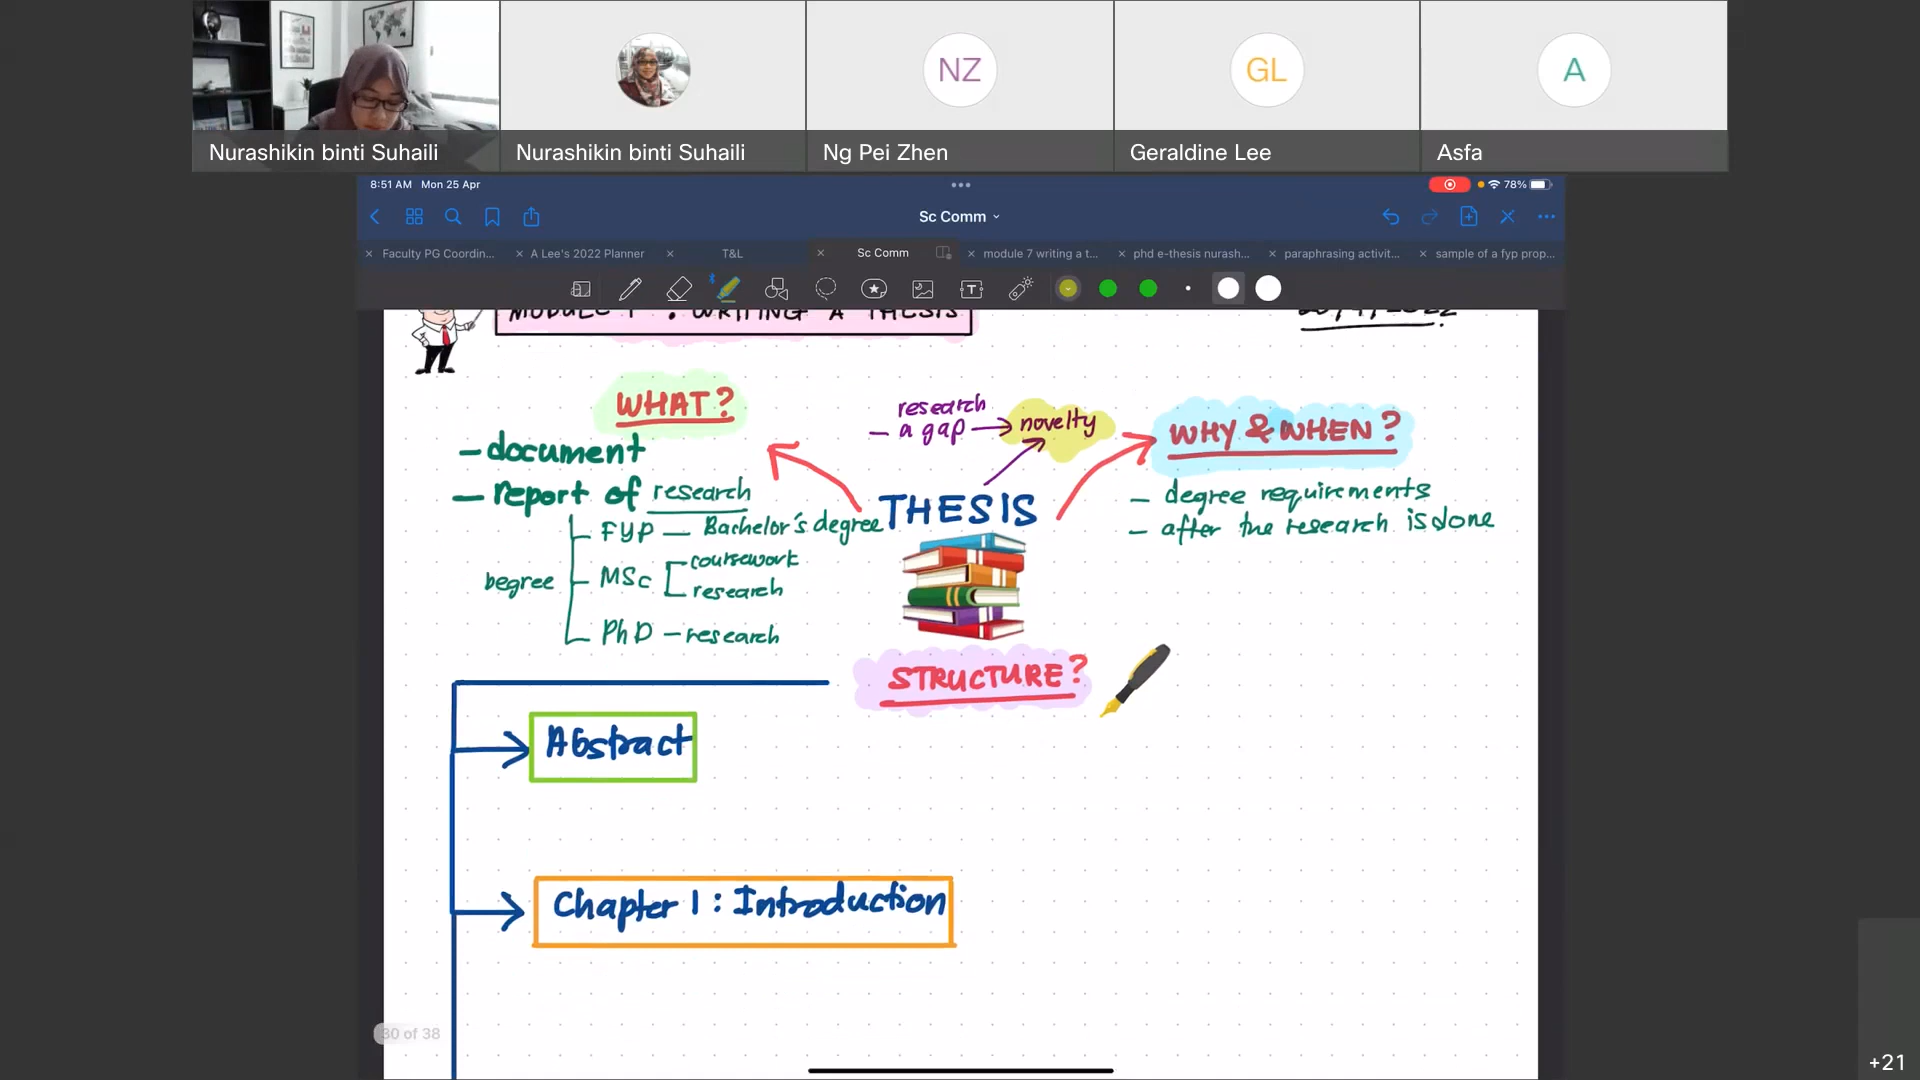 Nurashikin binti Suhaili
Nurashikin binti Suhaili
NZ
Ng Pei Zhen
GL
Geraldine Lee
A
Asfa
8:51 AM Mon 25 Apr
78%
Sc Comm
Faculty PG Coordin...
A Lee's 2022 Planner
T&L
Sc Comm
module 7 writing a t...
phd e-thesis nurash...
paraphrasing activit...
sample of a fyp prop...
: WRITING A THESIS
WHAT?
- document
- report of research
degree
FYP - Bachelor's degree
MSc
coursework
research
PhD - research
research
- a gap → novelty
THESIS
WHY & WHEN?
- degree requirements
- after the research is done
STRUCTURE?
Abstract
Chapter 1 : Introduction
30 of 38
+21